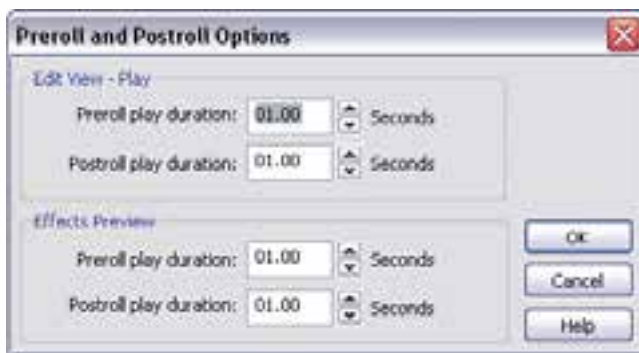 Preroll and Postroll Options
Edit View - Play
Preroll play duration: 01.00 Seconds
Postroll play duration: 01.00 Seconds
Effects Preview
Preroll play duration: 01.00 Seconds
Postroll play duration: 01.00 Seconds
OK
Cancel
Help